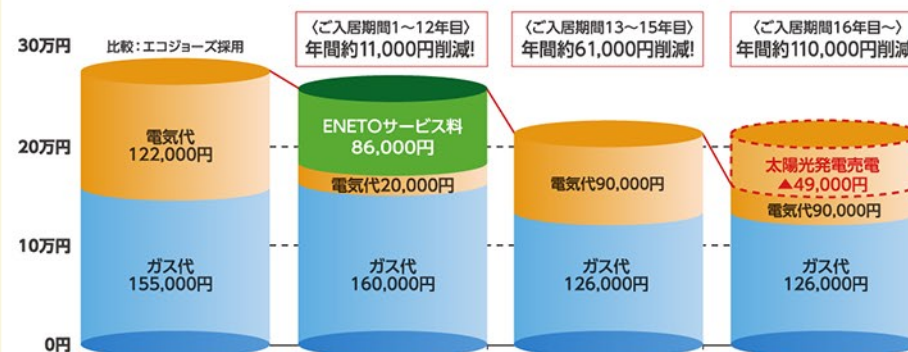 〈ご入居期間1~12年目〉
年間約11,000円削減!
〈ご入居期間13~15年目〉
年間約61,000円削減!
〈ご入居期間16年目~〉
年間約110,000円削減
30万円
比較:エコジョーズ採用
20万円
10万円
0円
電気代
122,000円
ガス代
155,000円
ENETOサービス料
86,000円
電気代20,000円
ガス代
160,000円
電気代90,000円
ガス代
126,000円
太陽光発電売電
▲49,000円
電気代90,000円
ガス代
126,000円